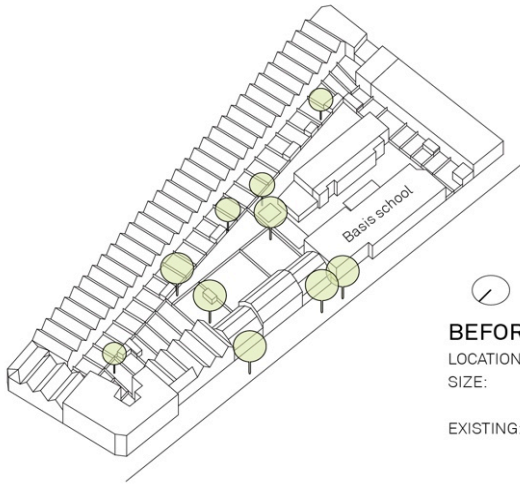 Basis school
BEFOR
LOCATION
SIZE:
EXISTING: